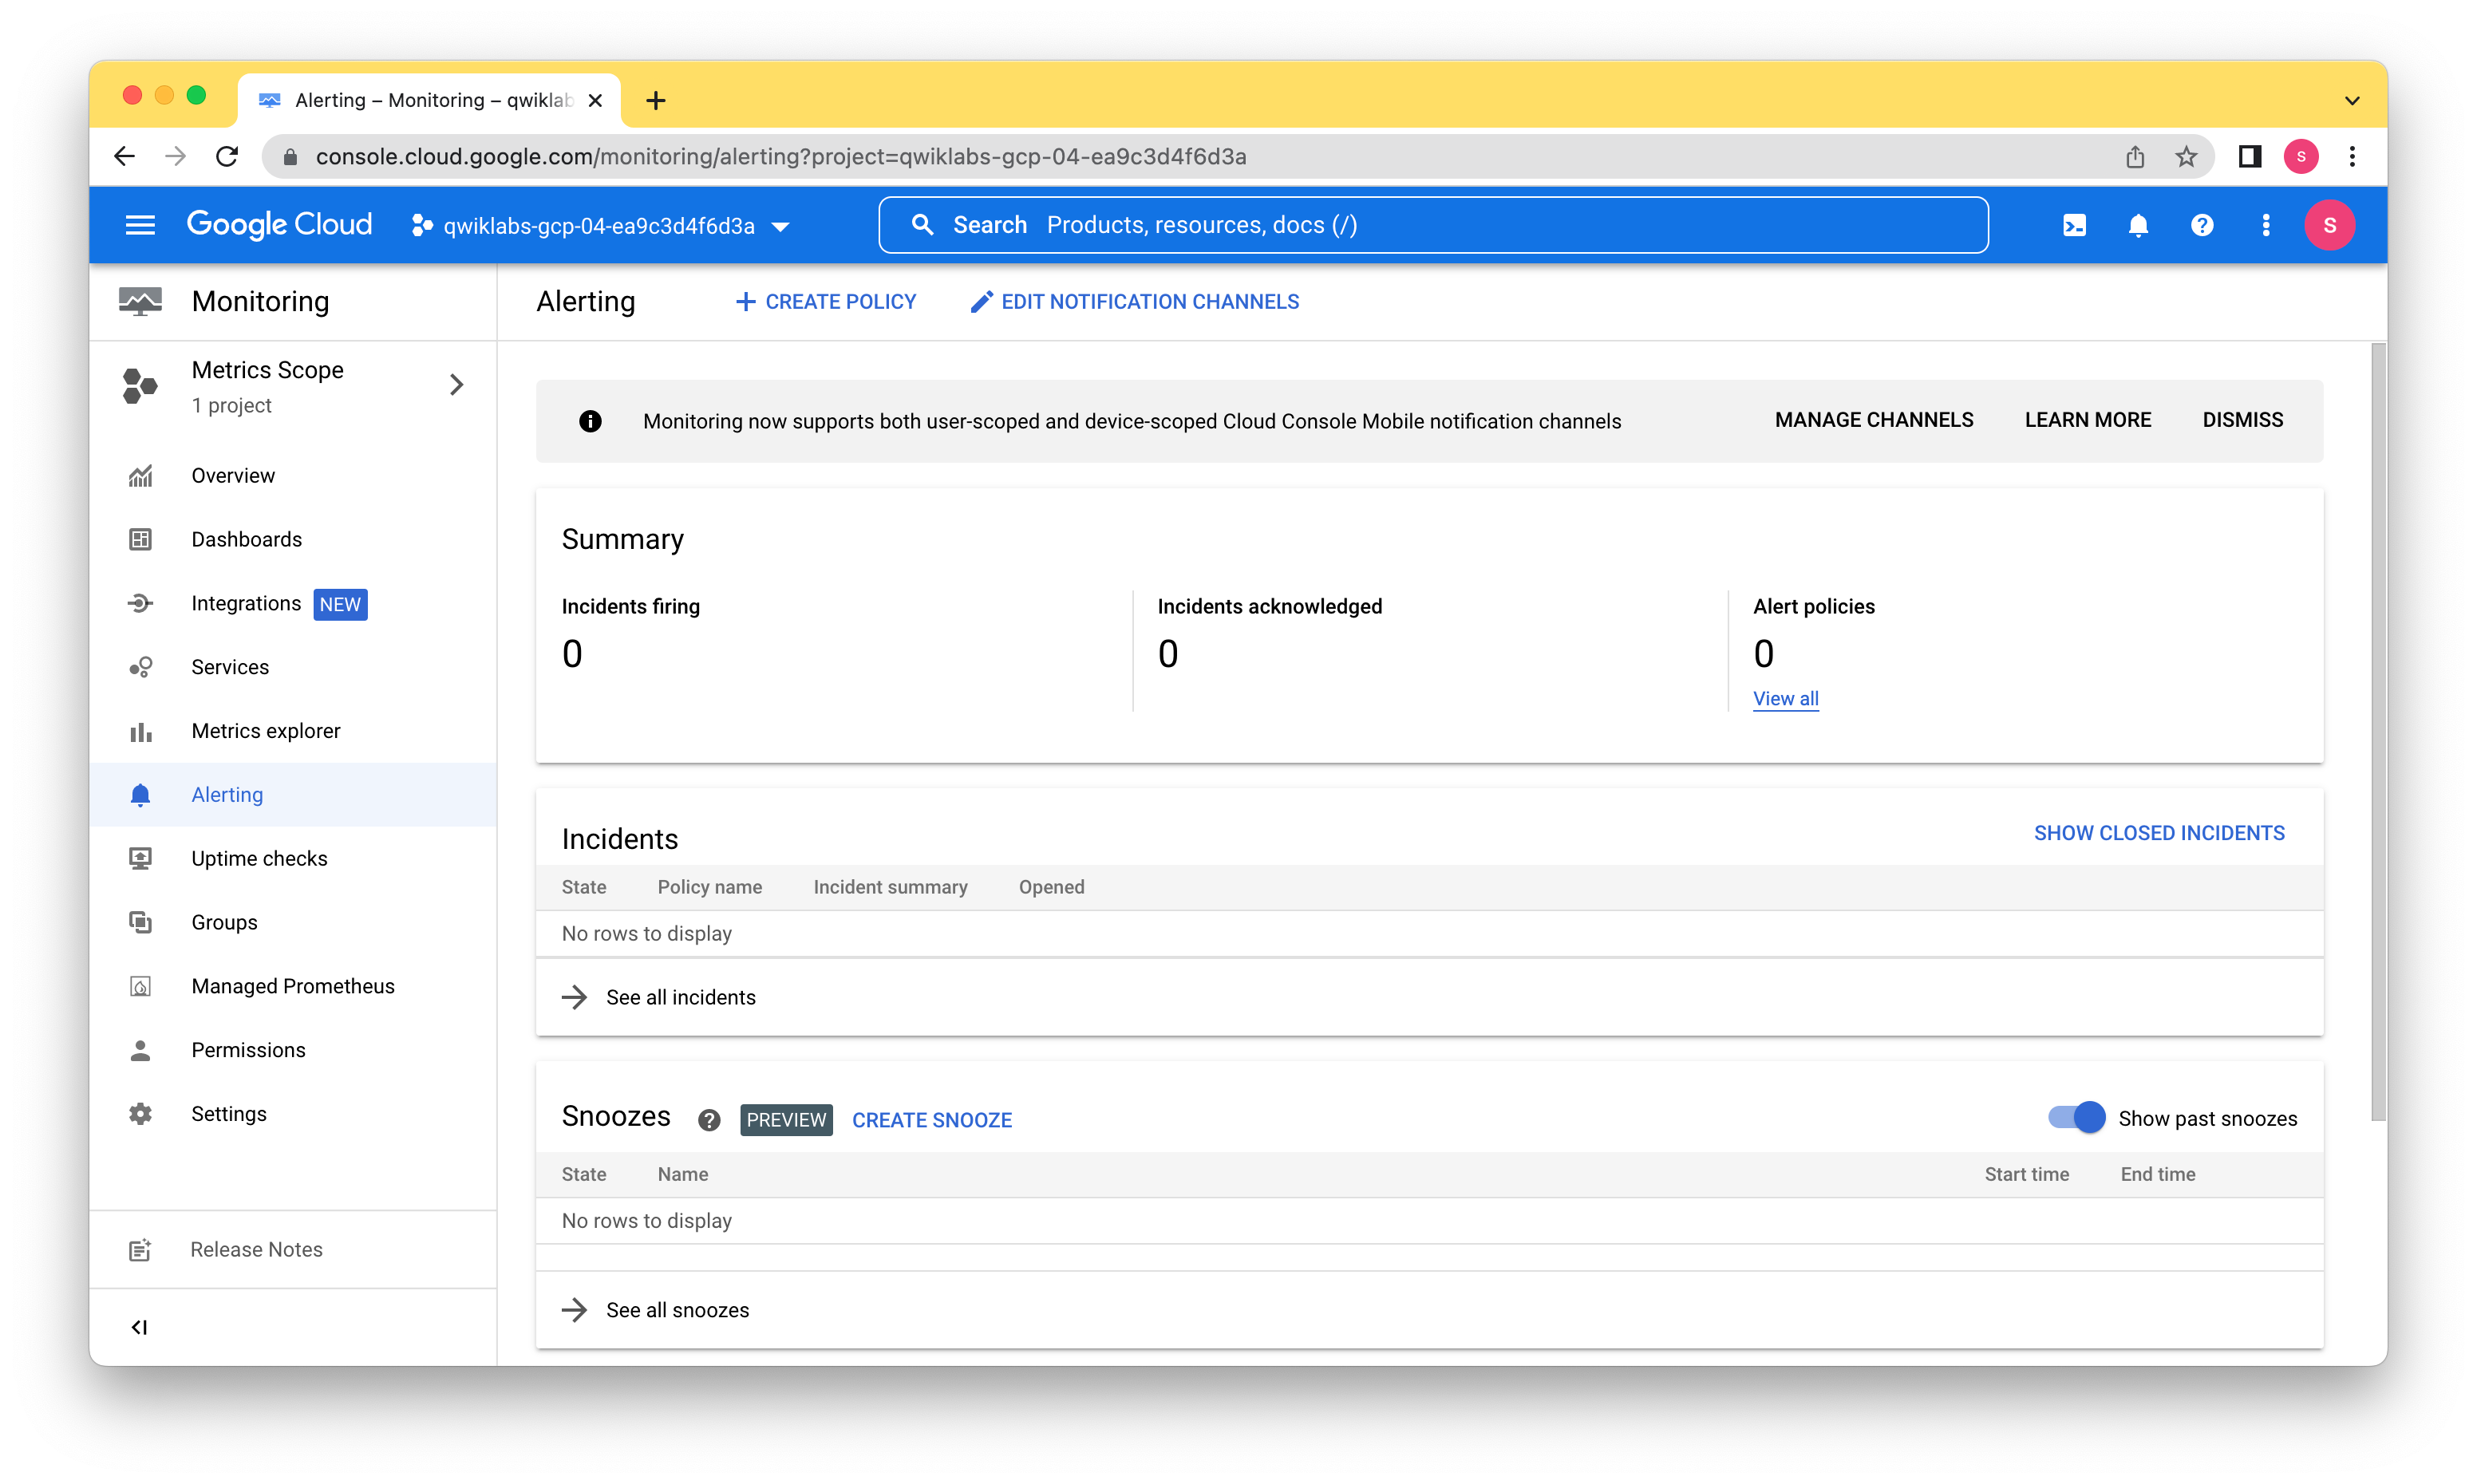 Alerting – Monitoring – qwiklab
console.cloud.google.com/monitoring/alerting?project=qwiklabs-gcp-04-ea9c3d4f6d3a
S
Google Cloud
qwiklabs-gcp-04-ea9c3d4f6d3a
Search Products, resources, docs (/)
S
Monitoring
Alerting
CREATE POLICY
EDIT NOTIFICATION CHANNELS
Metrics Scope
1 project
Overview
Dashboards
Integrations NEW
Services
Metrics explorer
Alerting
Uptime checks
Groups
Managed Prometheus
Permissions
Settings
Release Notes
Monitoring now supports both user-scoped and device-scoped Cloud Console Mobile notification channels
MANAGE CHANNELS
LEARN MORE
DISMISS
Summary
Incidents firing
0
Incidents acknowledged
0
Alert policies
0
View all
Incidents
SHOW CLOSED INCIDENTS
State Policy name Incident summary Opened
No rows to display
See all incidents
Snoozes PREVIEW CREATE SNOOZE
Show past snoozes
State Name Start time End time
No rows to display
See all snoozes